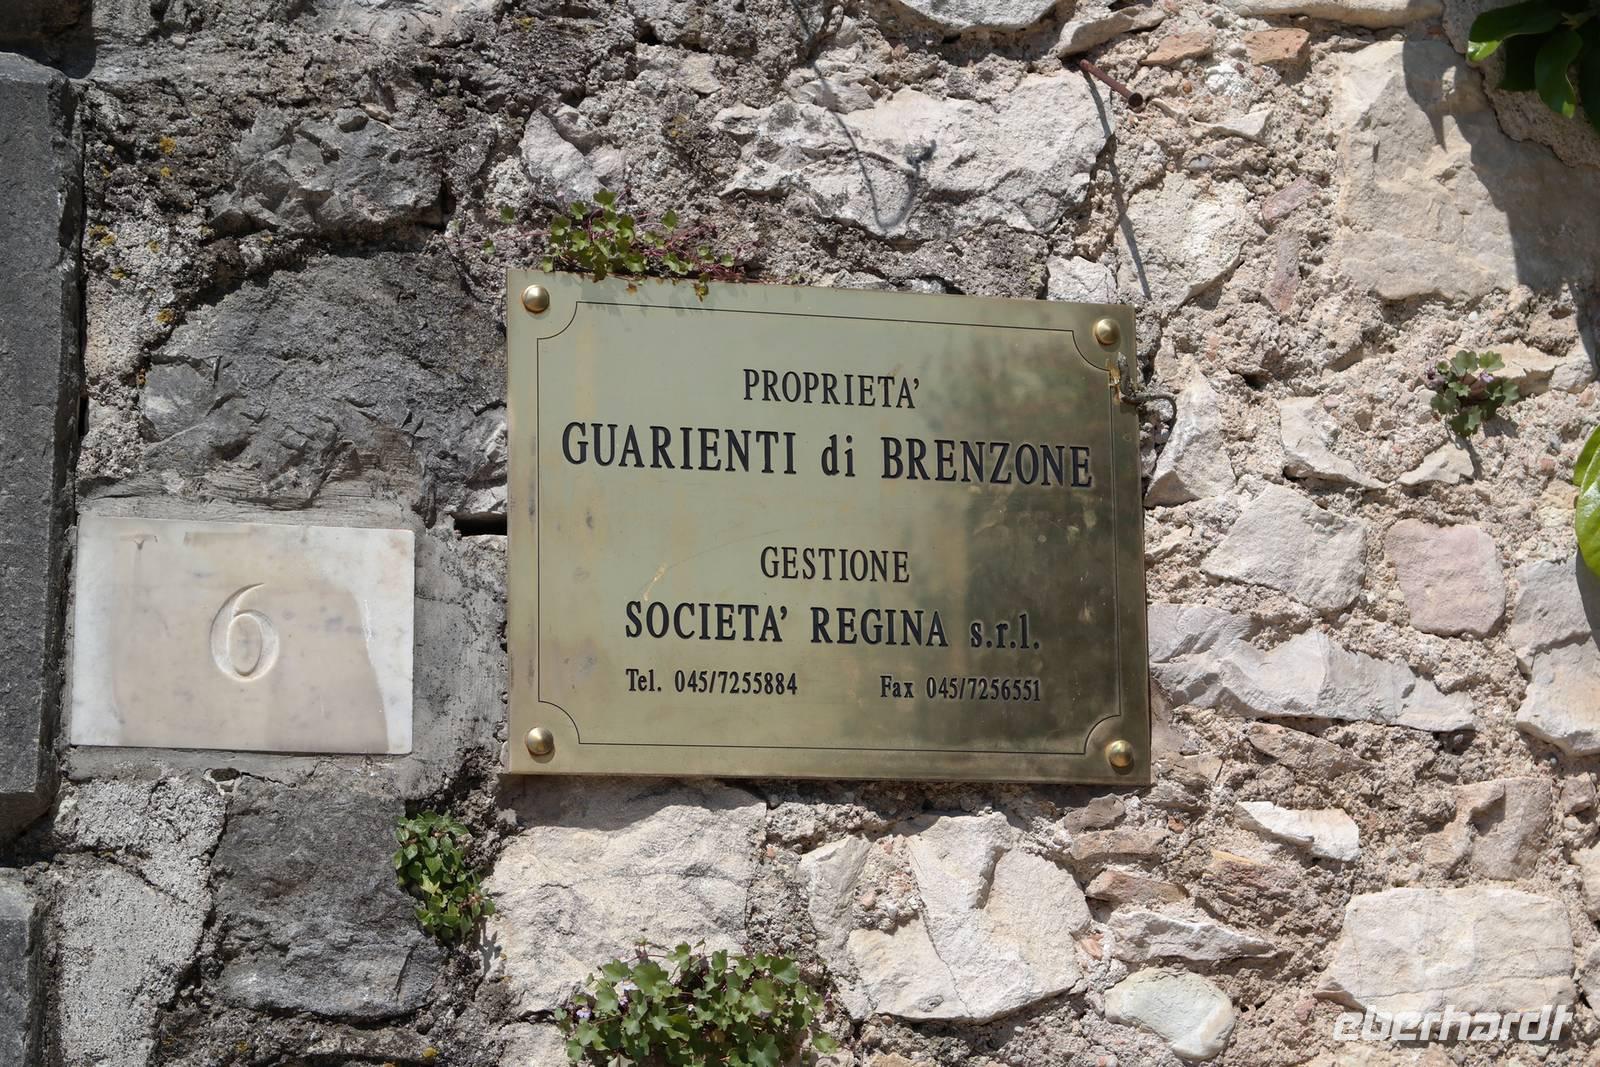 PROPRIETA'
GUARIENTI di BRENZONE
GESTIONE
SOCIETA' REGINA s.r.l.
Tel. 045/7255884 Fax 045/7256551
6
eberhardt